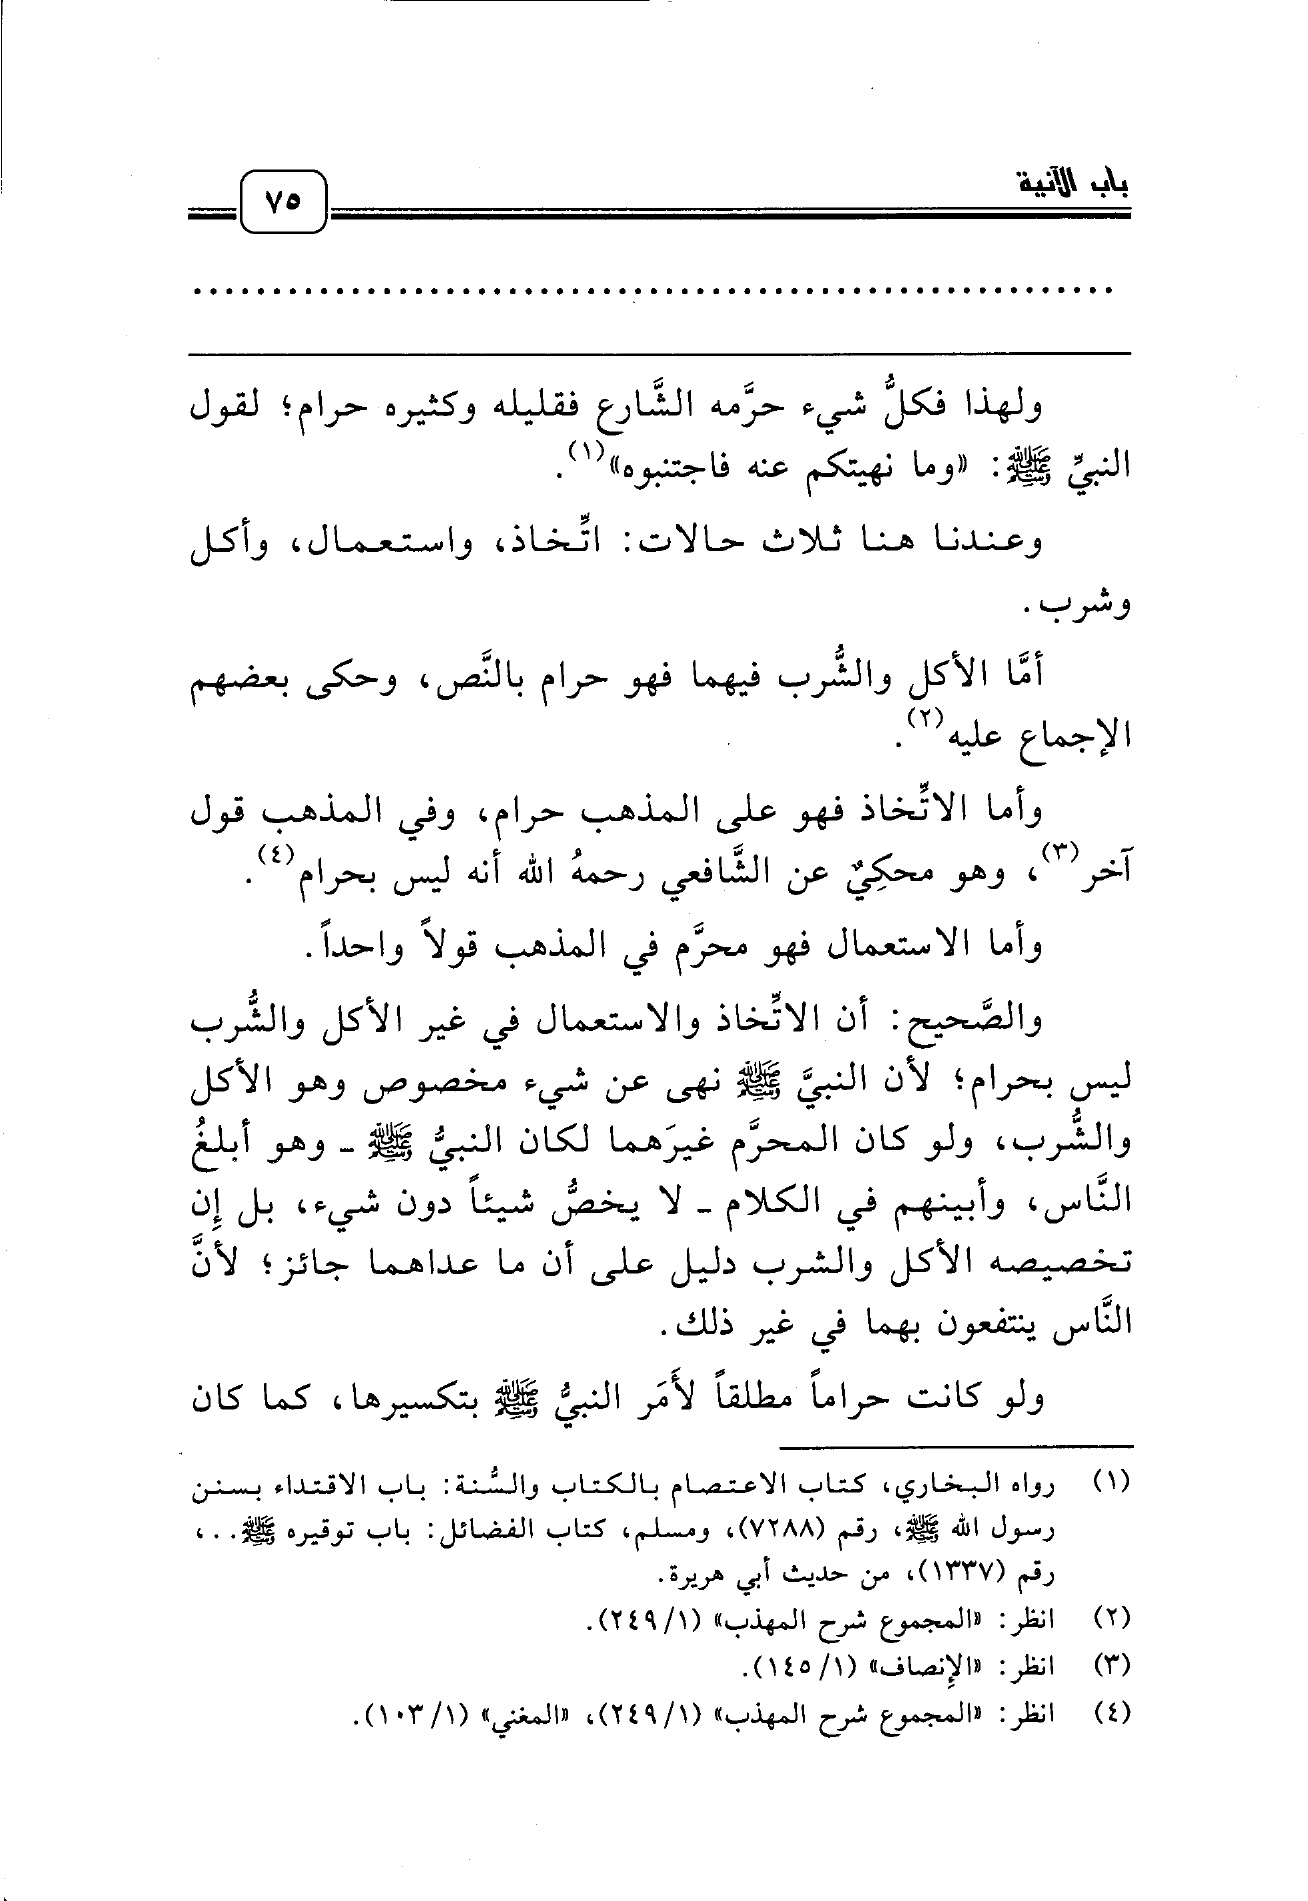 باب الآنية
٧٥
ولهذا فكلُّ شيء حرَّمه الشَّارع فقليله وكثيره حرام؛ لقول
النبيِّ ﷺ: «وما نهيتكم عنه فاجتنبوه»(١).
وعندنا هنا ثلاث حالات: اتِّخاذ، واستعمال، وأكل
وشرب.
أمَّا الأكل والشُّرب فيهما فهو حرام بالنَّص، وحكى بعضهم
الإجماع عليه(٢).
وأما الاتِّخاذ فهو على المذهب حرام، وفي المذهب قول
آخر(٣)، وهو محكِيٌ عن الشَّافعي رحمهُ الله أنه ليس بحرام(٤).
وأما الاستعمال فهو محرَّم في المذهب قولاً واحداً.
والصَّحيح: أن الاتِّخاذ والاستعمال في غير الأكل والشُّرب
ليس بحرام؛ لأن النبيَّ ﷺ نهى عن شيء مخصوص وهو الأكل
والشُّرب، ولو كان المحرَّم غيرَهما لكان النبيُّ ﷺ ـ وهو أبلغُ
النَّاس، وأبينهم في الكلام ـ لا يخصُّ شيئاً دون شيء، بل إِن
تخصيصه الأكل والشرب دليل على أن ما عداهما جائز؛ لأنَّ
النَّاس ينتفعون بهما في غير ذلك.
ولو كانت حراماً مطلقاً لأَمَر النبيُّ ﷺ بتكسيرها، كما كان
(١) رواه البخاري، كتاب الاعتصام بالكتاب والسُّنة: باب الاقتداء بسنن
رسول الله ﷺ، رقم (٧٢٨٨)، ومسلم، كتاب الفضائل: باب توقيره ﷺ..،
رقم (١٣٣٧)، من حديث أبي هريرة.
(٢) انظر: «المجموع شرح المهذب» (١/ ٢٤٩).
(٣) انظر: «الإِنصاف» (١/ ١٤٥).
(٤) انظر: «المجموع شرح المهذب» (١/ ٢٤٩)، «المغني» (١/ ١٠٣).